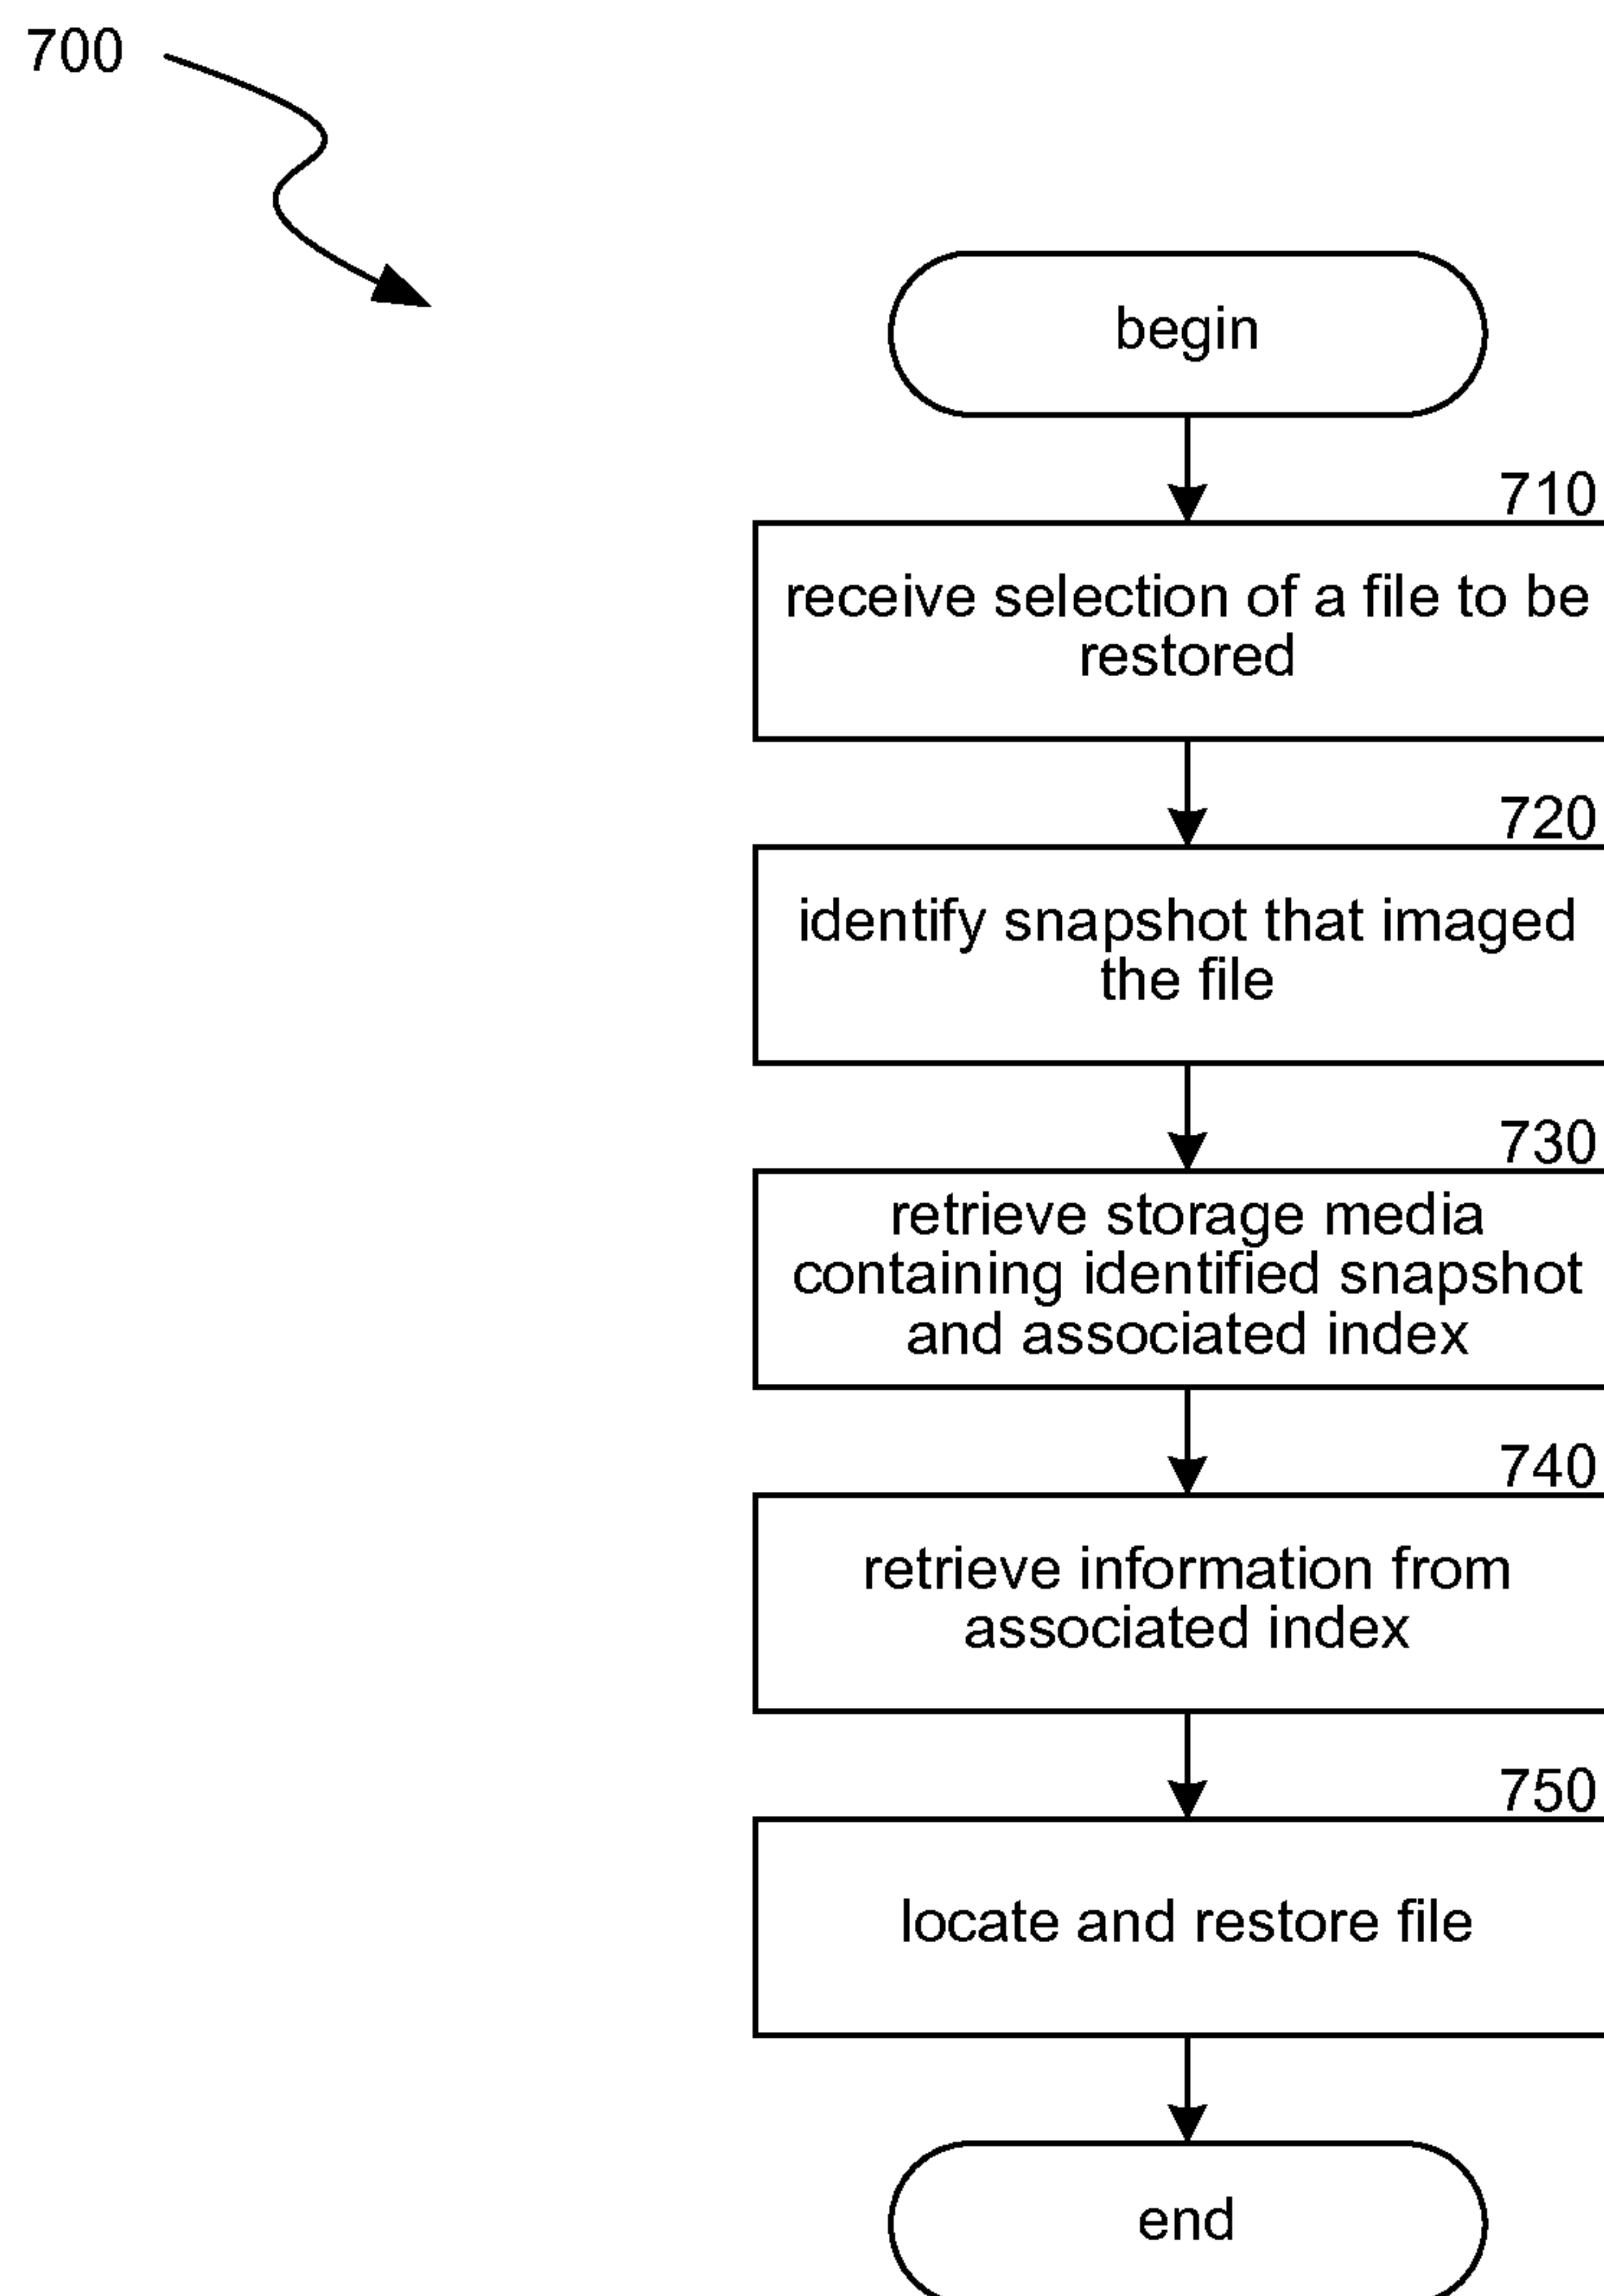 700
begin
710
receive selection of a file to be
restored
720
identify snapshot that imaged
the file
730
retrieve storage media
containing identified snapshot
and associated index
740
retrieve information from
associated index
750
locate and restore file
end